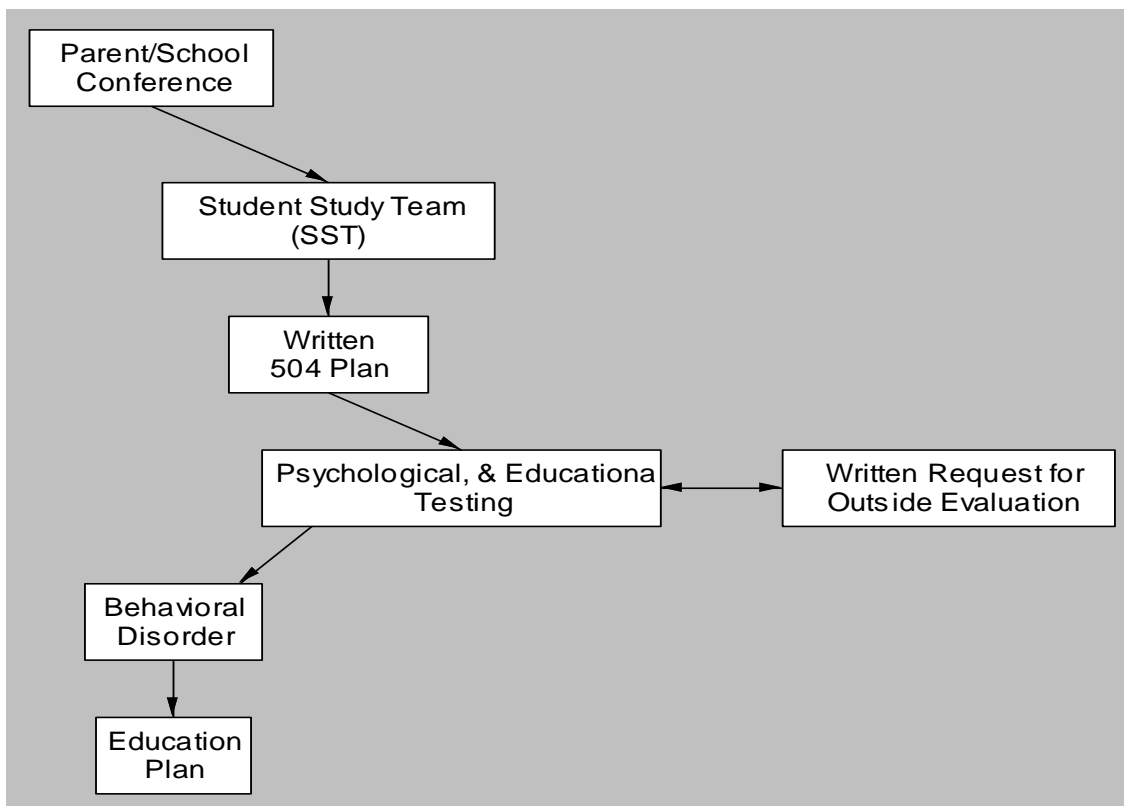 Parent/School
Conference
Student Study Team
(SST)
Written
504 Plan
Psychological, & Educationa
Testing
Written Request for
Outside Evaluation
Behavioral
Disorder
Education
Plan